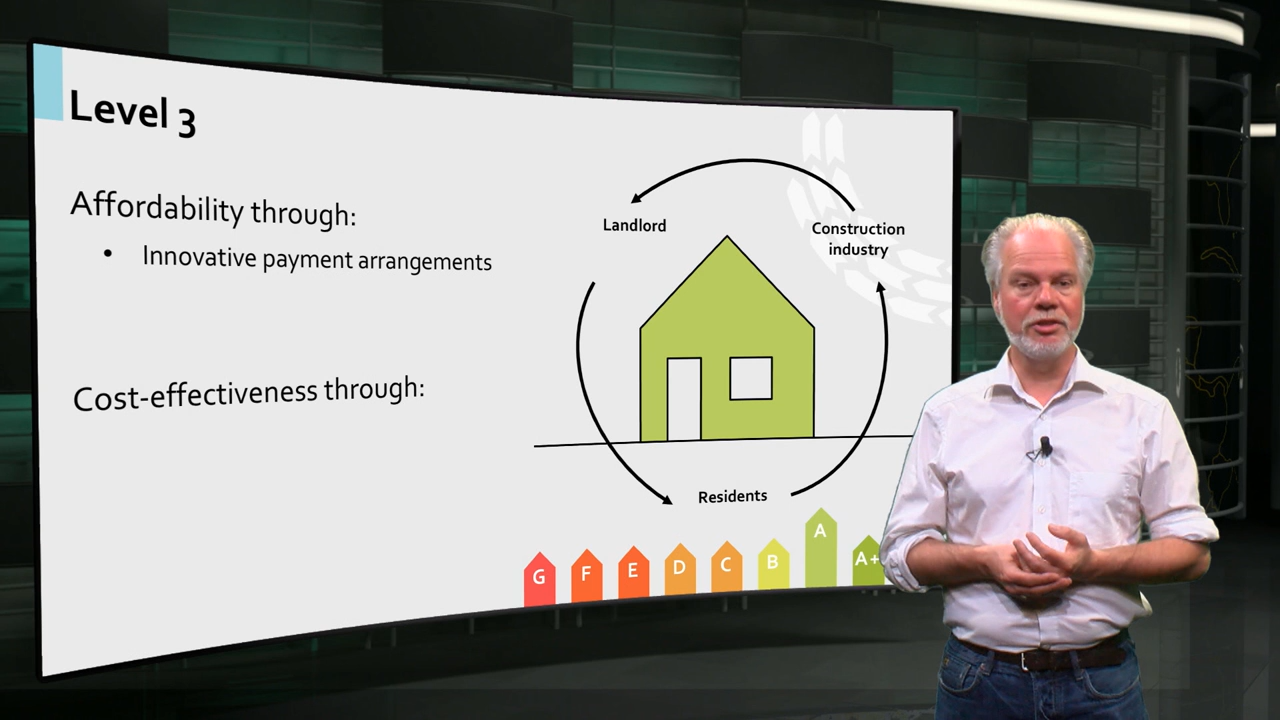 Level 3
Affordability through:
• Innovative payment arrangements
Cost-effectiveness through:
Landlord
Construction
industry
Residents
G F E D C B A A+